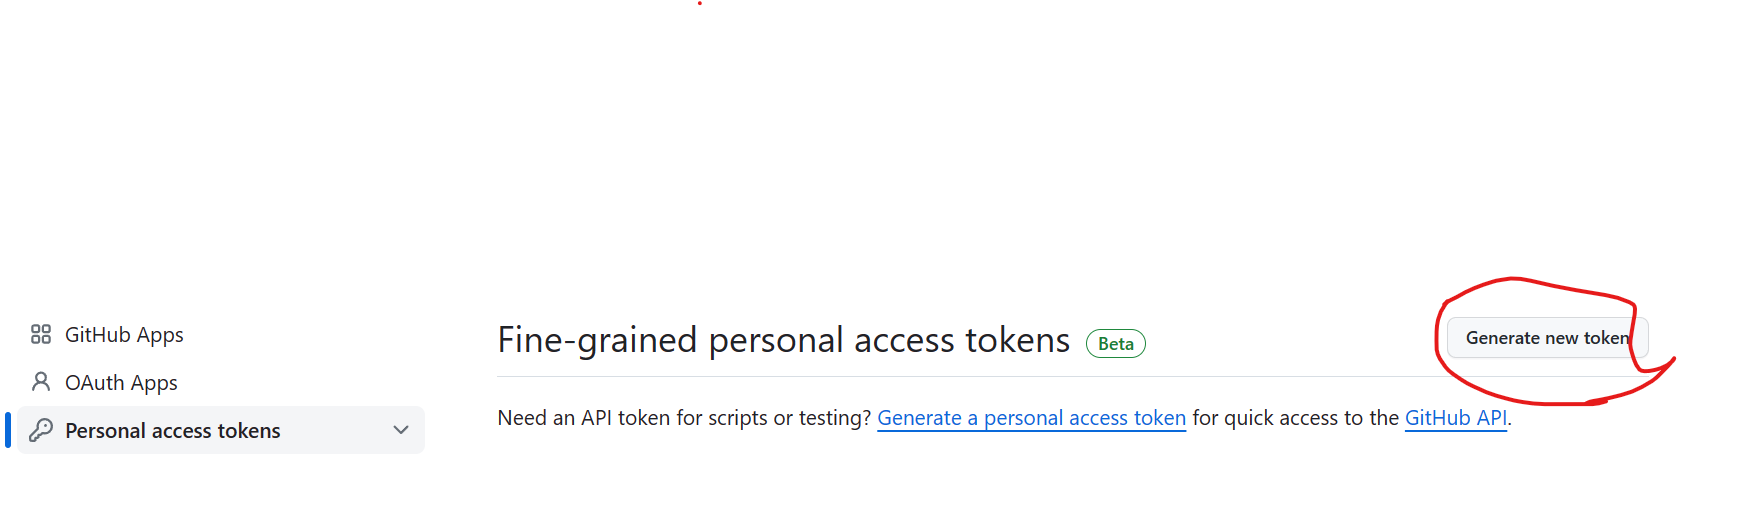 GitHub Apps
OAuth Apps
Personal access tokens
Fine-grained personal access tokens Beta
Generate new token
Need an API token for scripts or testing? Generate a personal access token for quick access to the GitHub API.